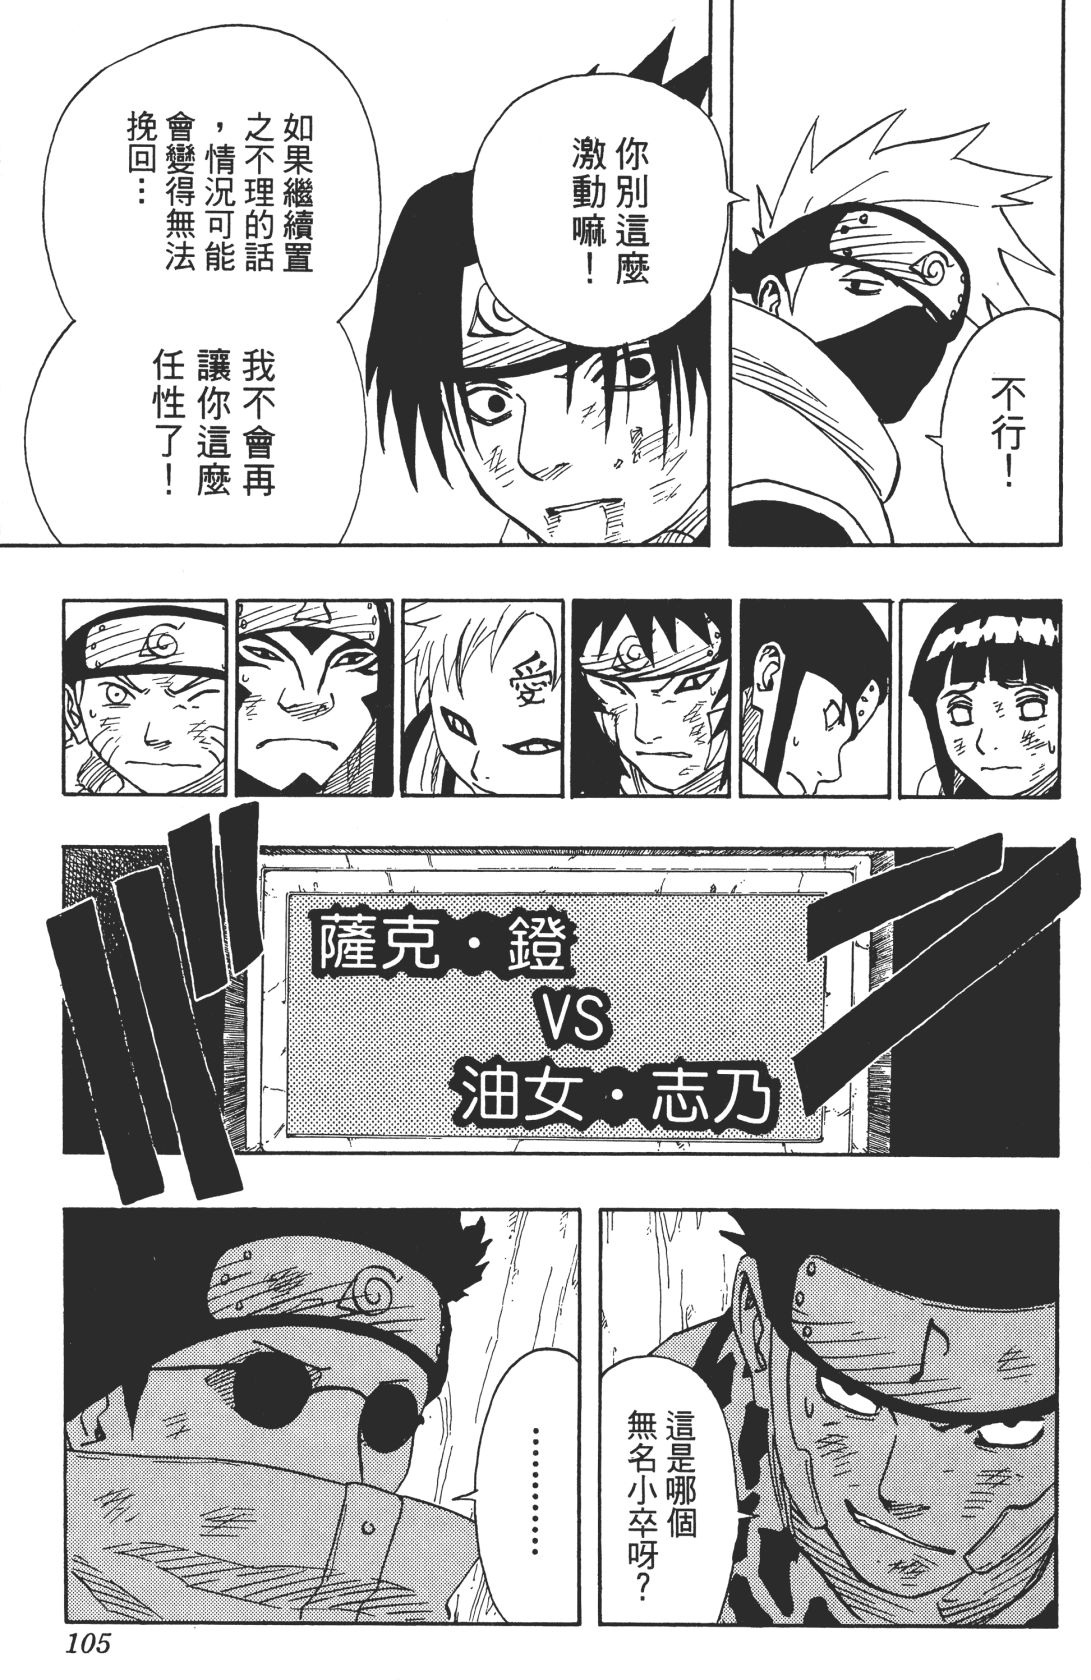 不行！
你別這麼
激動嘛！
如果繼續置
之不理的話
，情況可能
會變得無法
挽回…
我不會再
讓你這麼
任性了！
愛
薩克・鐙
VS
油女・志乃
這是哪個
無名小卒呀？
………
105